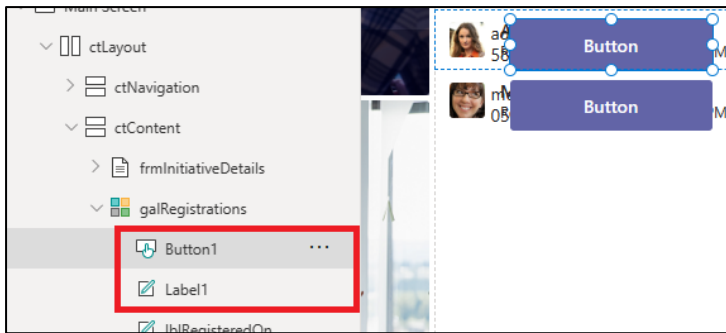 Main Screen
ctLayout
ctNavigation
ctContent
frmInitiativeDetails
galRegistrations
Button1 ...
Label1
lblRegisteredOn
Button
Button